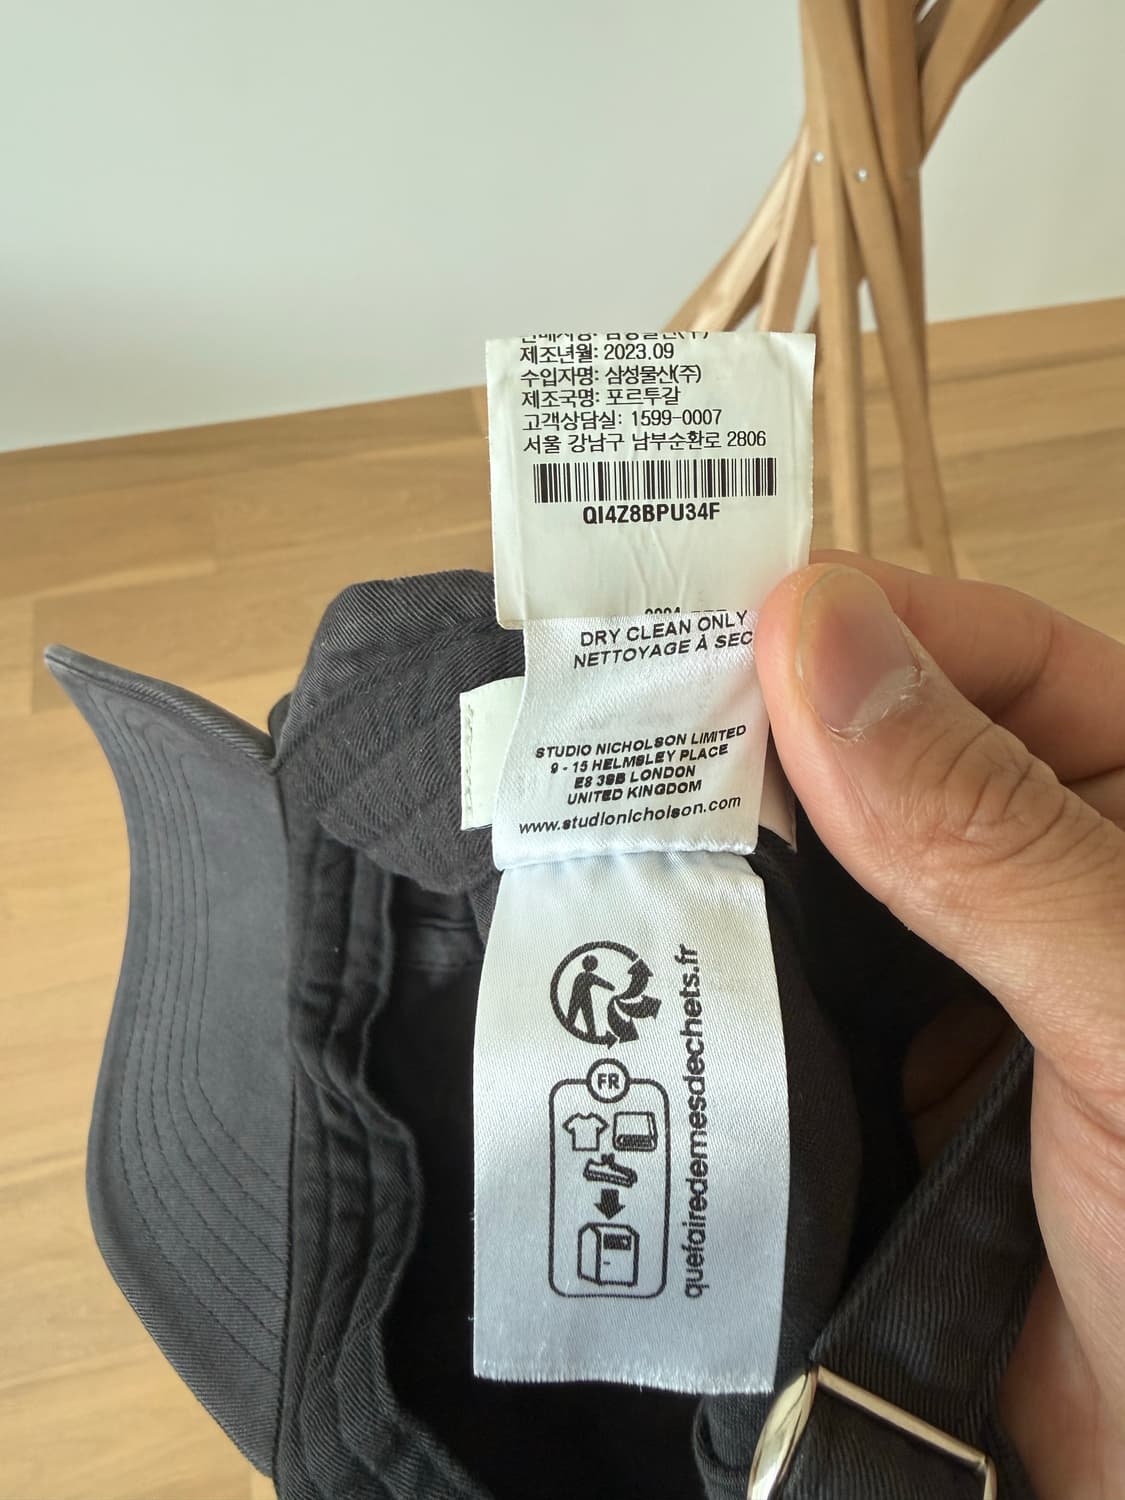 제조년월: 2023.09
수입자명: 삼성물산(주)
제조국명: 포르투갈
고객상담실: 1599-0007
서울 강남구 남부순환로 2806
QI4Z8BPU34F
DRY CLEAN ONLY
NETTOYAGE À SEC
STUDIO NICHOLSON LIMITED
9 - 15 HELMSLEY PLACE
E8 3SB LONDON
UNITED KINGDOM
www.studionicholson.com
FR
quefairedemesdechets.fr